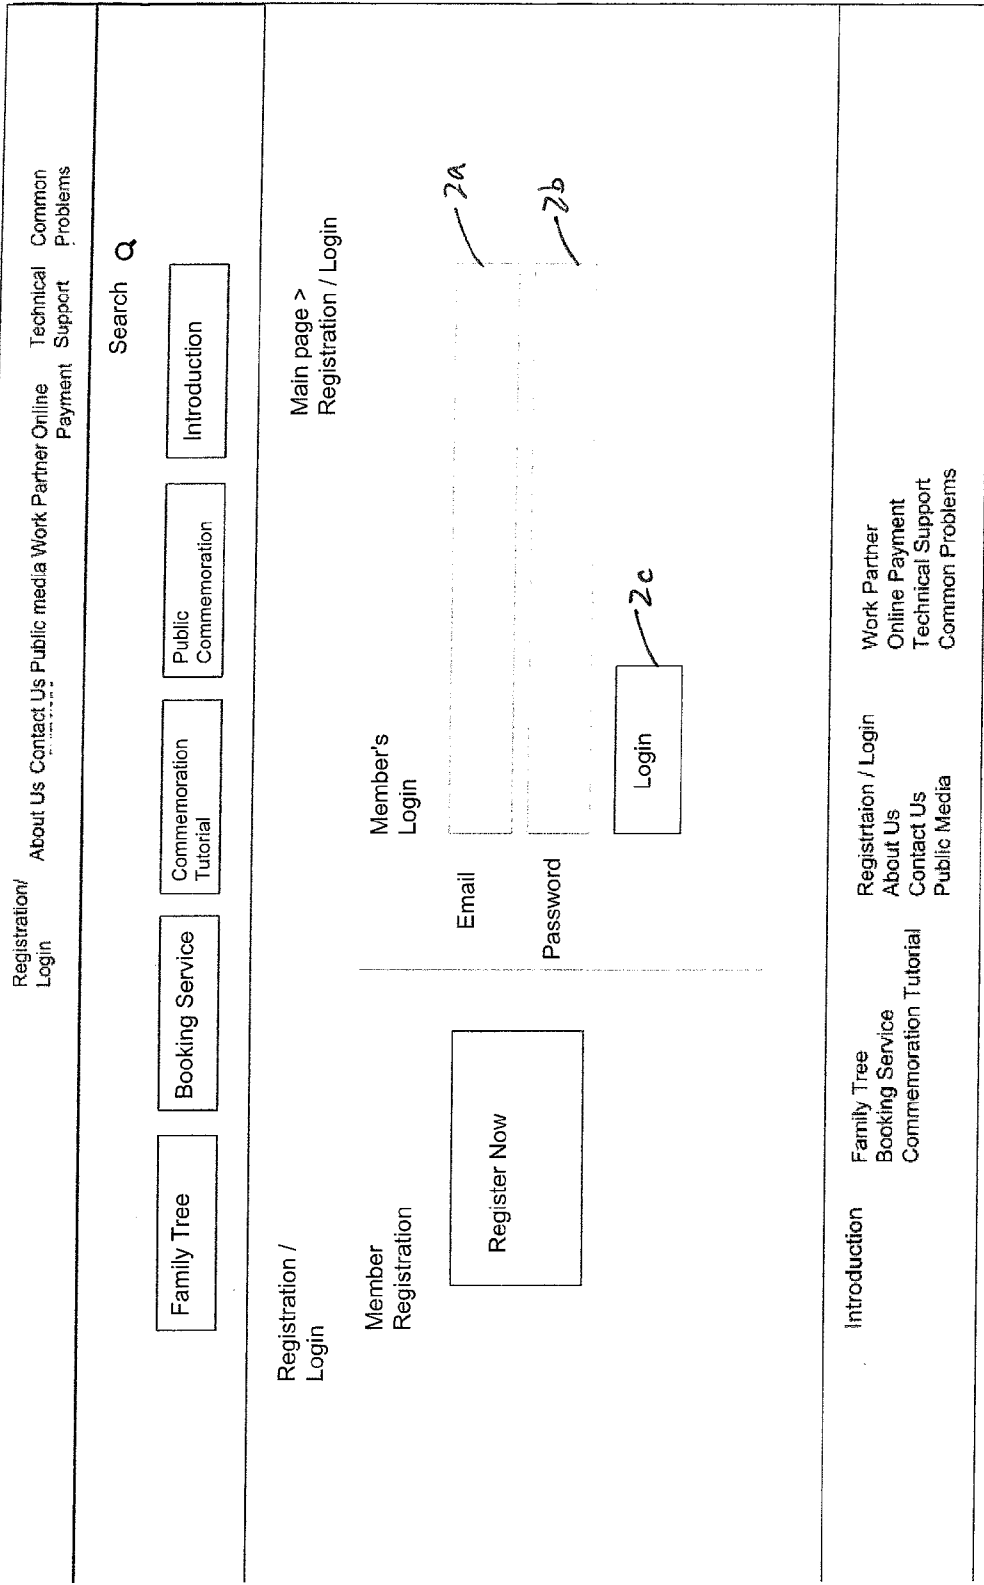 Registration/
Login
About Us
Contact Us
Public media
Work Partner
Online
Payment
Technical
Support
Common
Problems
Search
Family Tree
Booking Service
Commemoration
Tutorial
Public
Commemoration
Introduction
Registration /
Login
Main page >
Registration / Login
Member
Registration
Register Now
Member's
Login
Email
2a
Password
2b
Login
2c
Introduction
Family Tree
Booking Service
Commemoration Tutorial
Registrtaion / Login
About Us
Contact Us
Public Media
Work Partner
Online Payment
Technical Support
Common Problems